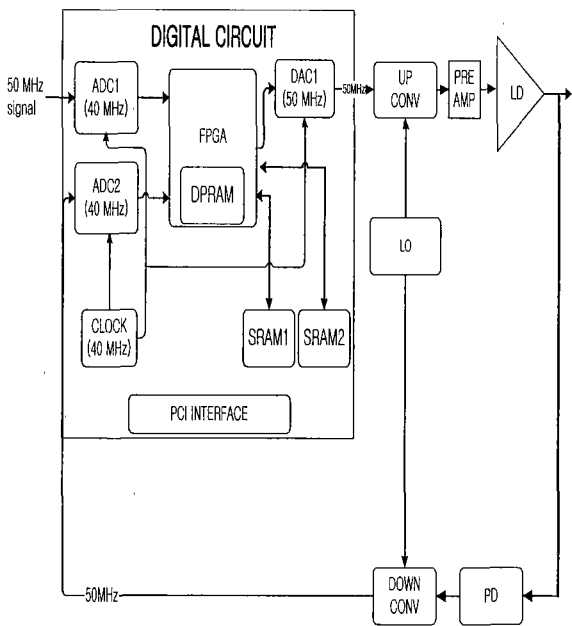 DIGITAL CIRCUIT
50 MHz
signal
ADC1
(40 MHz)
FPGA
DPRAM
DAC1
(50 MHz)
50MHz
UP
CONV
PRE
AMP
LD
ADC2
(40 MHz)
LO
CLOCK
(40 MHz)
SRAM1
SRAM2
PCI INTERFACE
50MHz
DOWN
CONV
PD